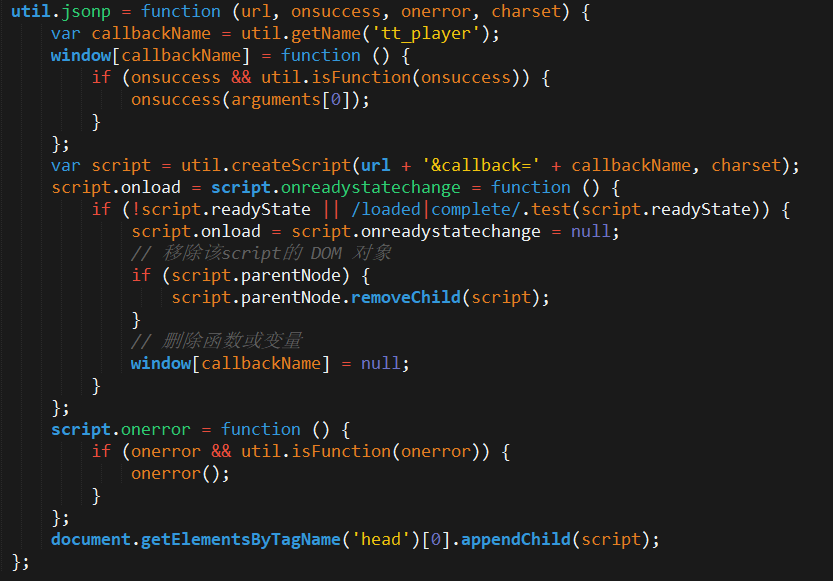 util.jsonp = function (url, onsuccess, onerror, charset) {
    var callbackName = util.getName('tt_player');
    window[callbackName] = function () {
        if (onsuccess && util.isFunction(onsuccess)) {
            onsuccess(arguments[0]);
        }
    };
    var script = util.createScript(url + '&callback=' + callbackName, charset);
    script.onload = script.onreadystatechange = function () {
        if (!script.readyState || /loaded|complete/.test(script.readyState)) {
            script.onload = script.onreadystatechange = null;
            // 移除该script的 DOM 对象
            if (script.parentNode) {
                script.parentNode.removeChild(script);
            }
            // 删除函数或变量
            window[callbackName] = null;
        }
    };
    script.onerror = function () {
        if (onerror && util.isFunction(onerror)) {
            onerror();
        }
    };
    document.getElementsByTagName('head')[0].appendChild(script);
};